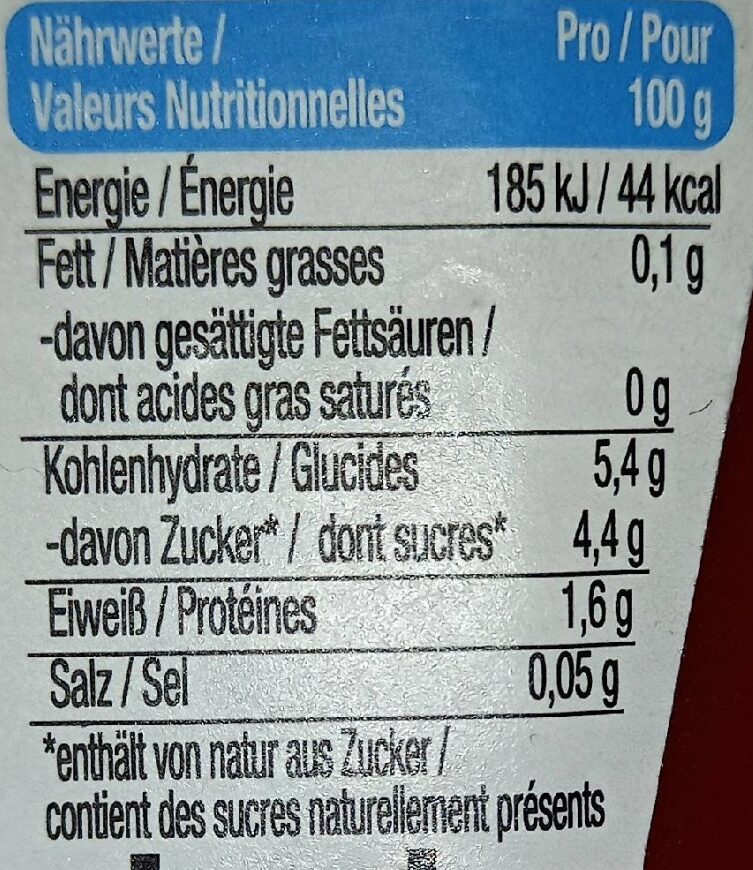 Nährwerte / Pro / Pour
Valeurs Nutritionnelles 100 g
Energie / Énergie 185 kJ / 44 kcal
Fett / Matières grasses 0,1 g
-davon gesättigte Fettsäuren /
dont acides gras saturés 0 g
Kohlenhydrate / Glucides 5,4 g
-davon Zucker* / dont sucres* 4,4 g
Eiweiß / Protéines 1,6 g
Salz / Sel 0,05 g
*enthält von natur aus Zucker /
contient des sucres naturellement présents